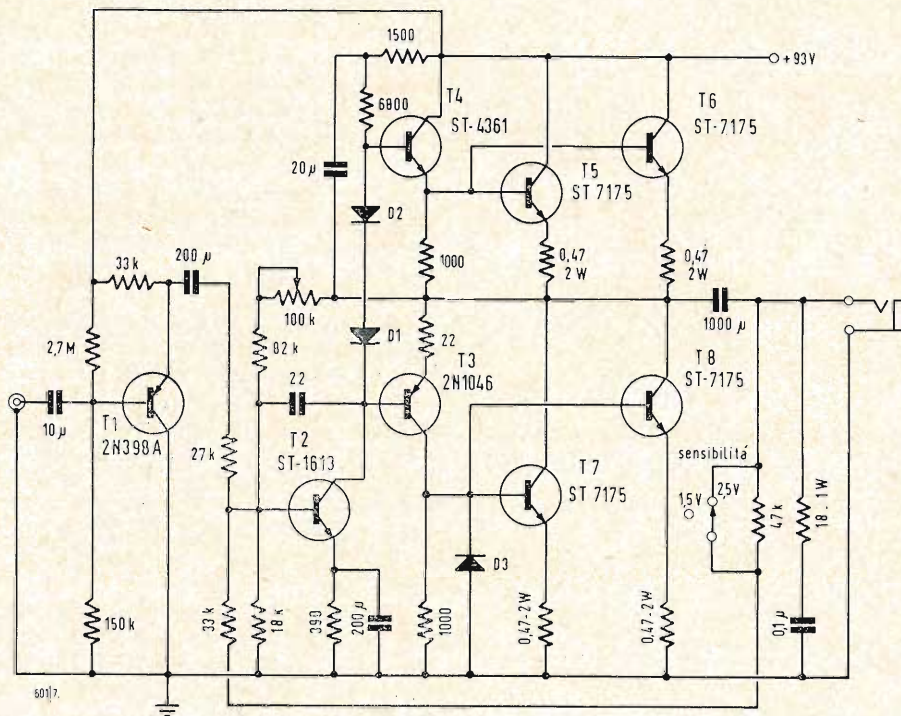 1500
+93V
T4
ST-4361
6800
T6
ST-7175
20µ
T5
ST 7175
D2
33k
200µ
1000
0,47
2W
0,47
2W
100k
1000µ
2,7M
82k
D1
22
T3
2N1046
T8
ST-7175
22
10µ
T1
2N398A
27k
T2
ST-1613
T7
ST 7175
sensibilitá
1,5V
2,5V
47k
18.1W
D3
150k
33k
18k
390
200µ
1000
0,47-2W
0,47-2W
0,1µ
601|7.